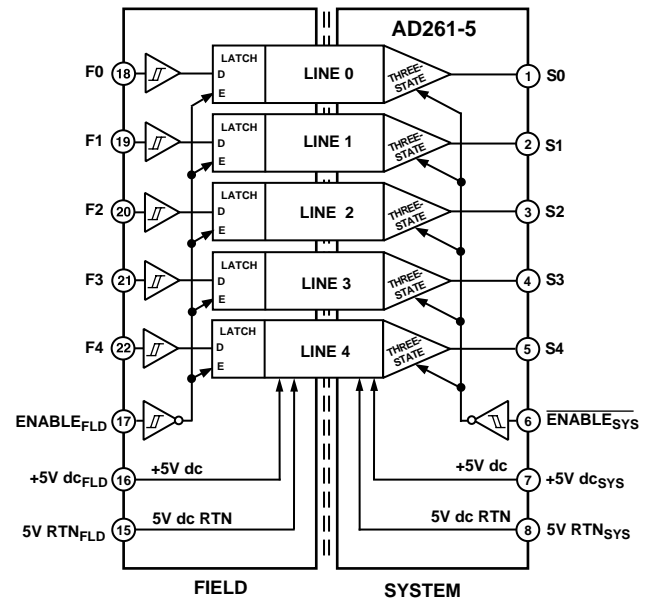 AD261-5
F0 18 LATCH D E LINE 0 THREE-STATE 1 S0
F1 19 LATCH D E LINE 1 THREE-STATE 2 S1
F2 20 LATCH D E LINE 2 THREE-STATE 3 S2
F3 21 LATCH D E LINE 3 THREE-STATE 4 S3
F4 22 LATCH D E LINE 4 THREE-STATE 5 S4
ENABLEFLD 17 6 ENABLESYS
+5V dcFLD 16 +5V dc +5V dc 7 +5V dcSYS
5V RTNFLD 15 5V dc RTN 5V dc RTN 8 5V RTNSYS
FIELD SYSTEM